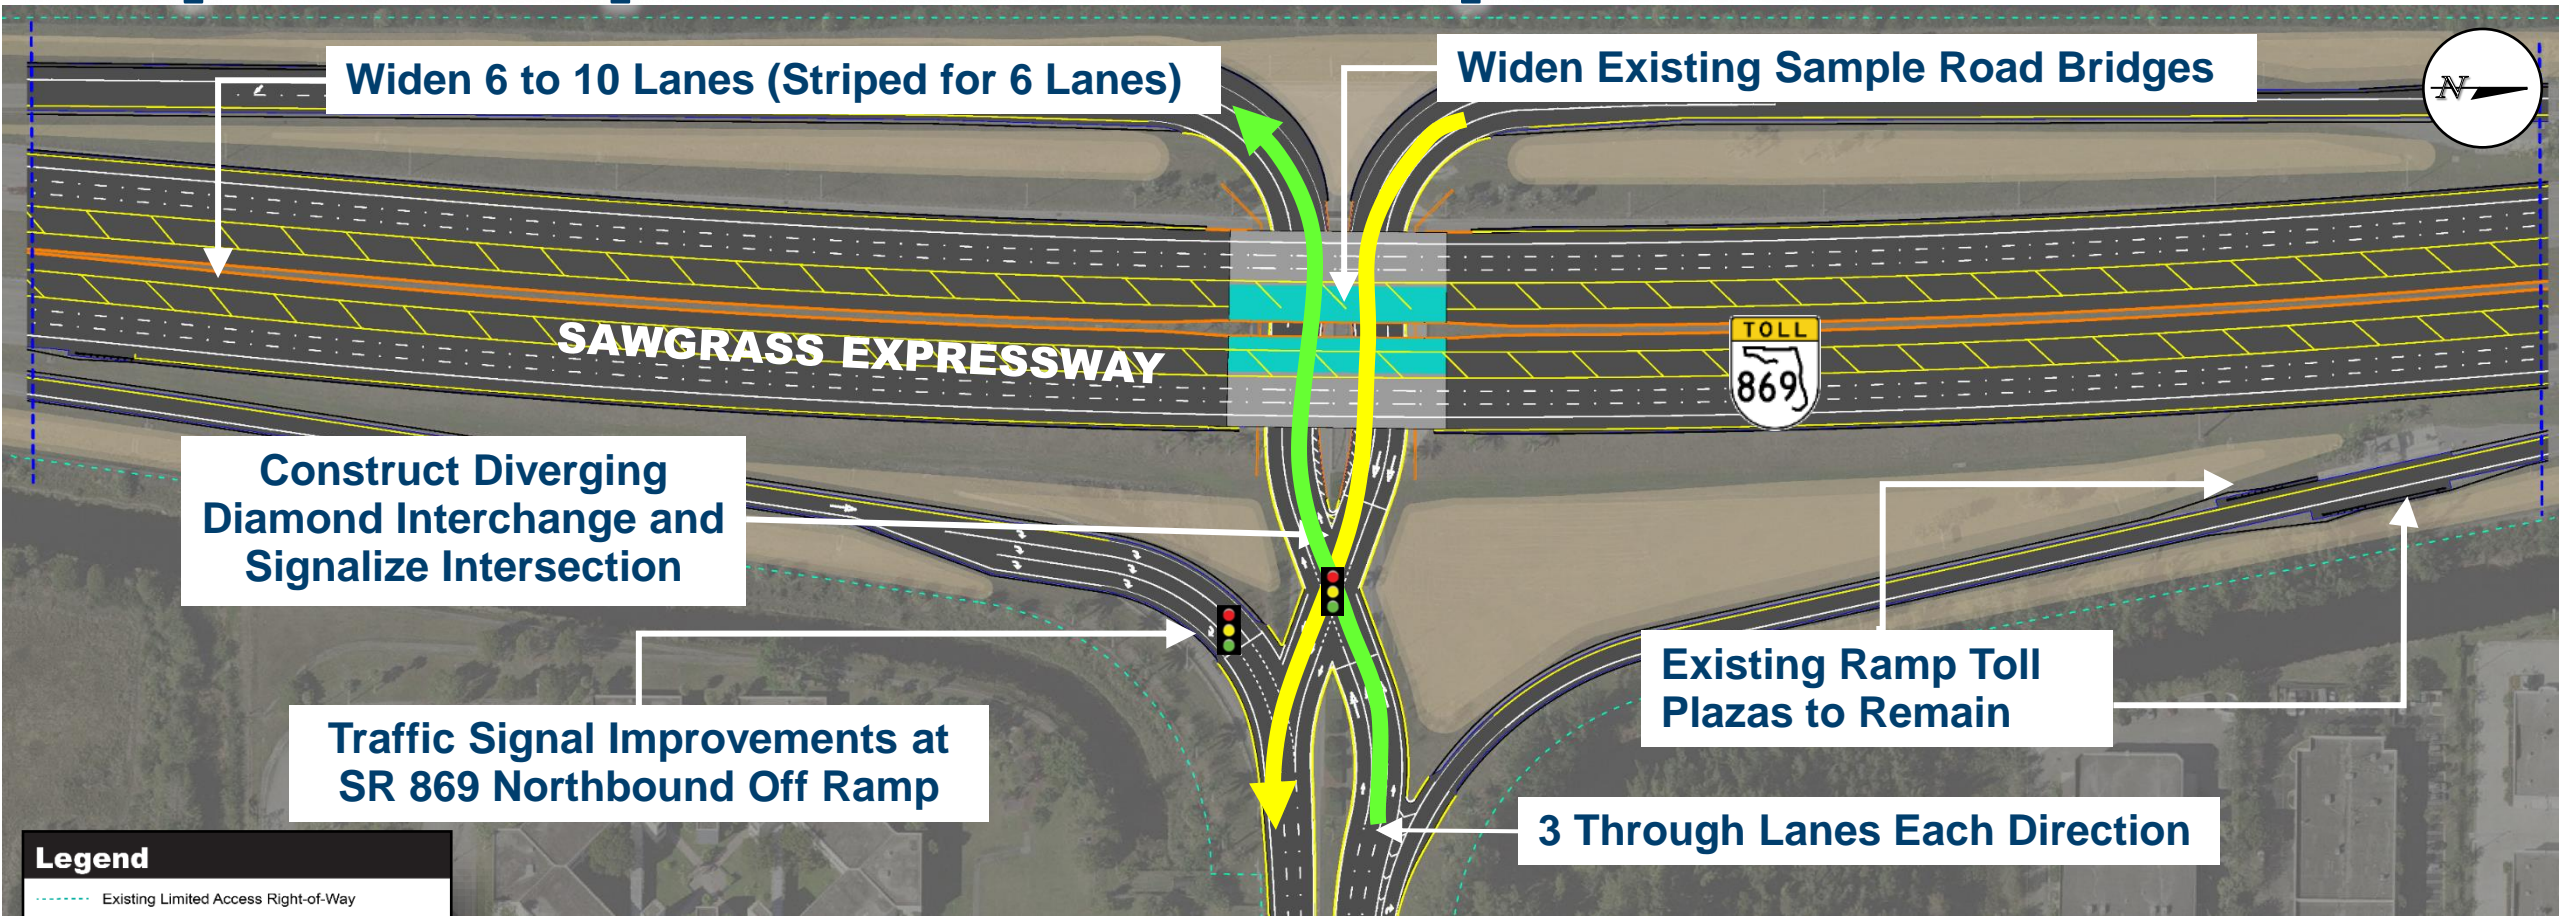 Widen 6 to 10 Lanes (Striped for 6 Lanes)
Widen Existing Sample Road Bridges
N
SAWGRASS EXPRESSWAY
TOLL
869
Construct Diverging
Diamond Interchange and
Signalize Intersection
Traffic Signal Improvements at
SR 869 Northbound Off Ramp
Existing Ramp Toll
Plazas to Remain
3 Through Lanes Each Direction
Legend
Existing Limited Access Right-of-Way